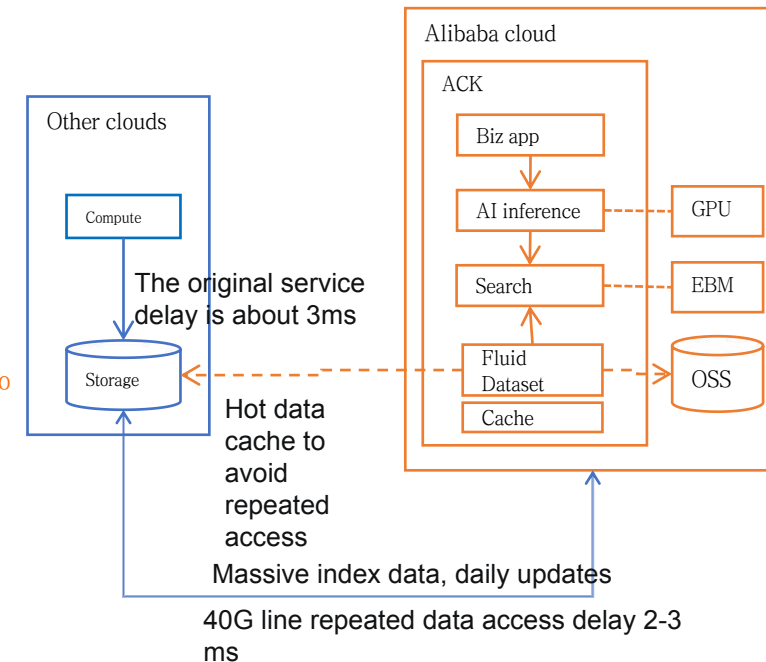 Alibaba cloud
ACK
Other clouds
Biz app
Compute
AI inference
GPU
The original service
delay is about 3ms
Search
EBM
Storage
Fluid
Dataset
OSS
Cache
Hot data
cache to
avoid
repeated
access
Massive index data, daily updates
40G line repeated data access delay 2-3
ms